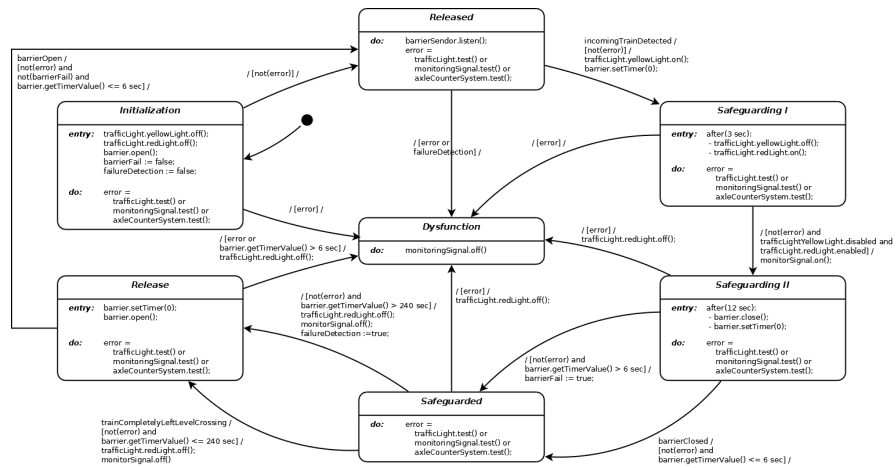 Released
do: barrierSendor.listen();
error =
trafficLight.test() or
monitoringSignal.test() or
axleCounterSystem.test();
barrierOpen /
[not(error) and
not(barrierFail) and
barrier.getTimerValue() <= 6 sec] /
/ [not(error)] /
incomingTrainDetected /
[not(error)] /
trafficLight.yellowLight.on();
barrier.setTimer(0);
Initialization
entry: trafficLight.yellowLight.off();
trafficLight.redLight.off();
barrier.open();
barrierFail := false;
failureDetection := false;
do: error =
trafficLight.test() or
monitoringSignal.test() or
axleCounterSystem.test();
/ [error or
failureDetection] /
/ [error] /
Safeguarding I
entry: after(3 sec):
- trafficLight.yellowLight.off();
- trafficLight.redLight.on();
do: error =
trafficLight.test() or
monitoringSignal.test() or
axleCounterSystem.test();
/ [error] /
/ [error or
barrier.getTimerValue() > 6 sec] /
trafficLight.redLight.off();
Dysfunction
do: monitoringSignal.off()
/ [error] /
trafficLight.redLight.off();
/ [not(error) and
trafficLightYellowLight.disabled and
trafficLight.redLight.enabled] /
monitorSignal.on();
Release
entry: barrier.setTimer(0);
barrier.open();
do: error =
trafficLight.test() or
monitoringSignal.test() or
axleCounterSystem.test();
/ [not(error) and
barrier.getTimerValue() > 240 sec] /
trafficLight.redLight.off();
monitorSignal.off();
failureDetection :=true;
/ [error] /
trafficLight.redLight.off();
Safeguarding II
entry: after(12 sec):
- barrier.close();
- barrier.setTimer(0);
do: error =
trafficLight.test() or
monitoringSignal.test() or
axleCounterSystem.test();
/ [not(error) and
barrier.getTimerValue() > 6 sec] /
barrierFail := true;
Safeguarded
do: error =
trafficLight.test() or
monitoringSignal.test() or
axleCounterSystem.test();
trainCompletelyLeftLevelCrossing /
[not(error) and
barrier.getTimerValue() <= 240 sec] /
trafficLight.redLight.off();
monitorSignal.off()
barrierClosed /
[not(error) and
barrier.getTimerValue() <= 6 sec] /